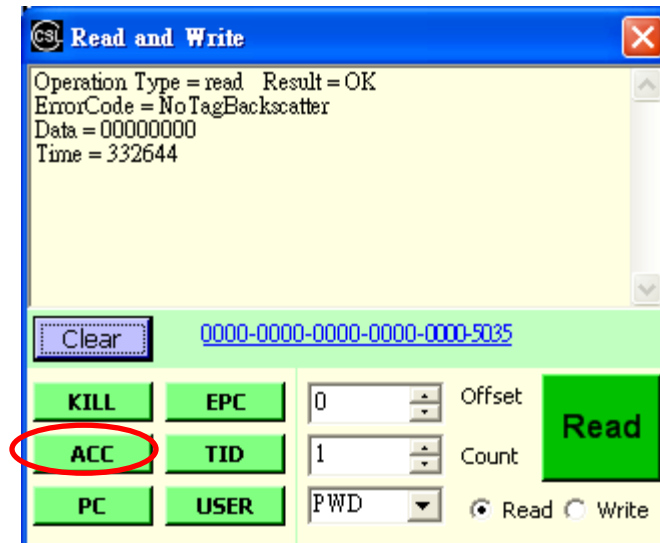 CSL Read and Write
Operation Type = read Result = OK
ErrorCode = NoTagBackscatter
Data = 00000000
Time = 332644
Clear 0000-0000-0000-0000-0000-5035
KILL EPC 0 Offset
Read
ACC TID 1 Count
PC USER PWD Read Write